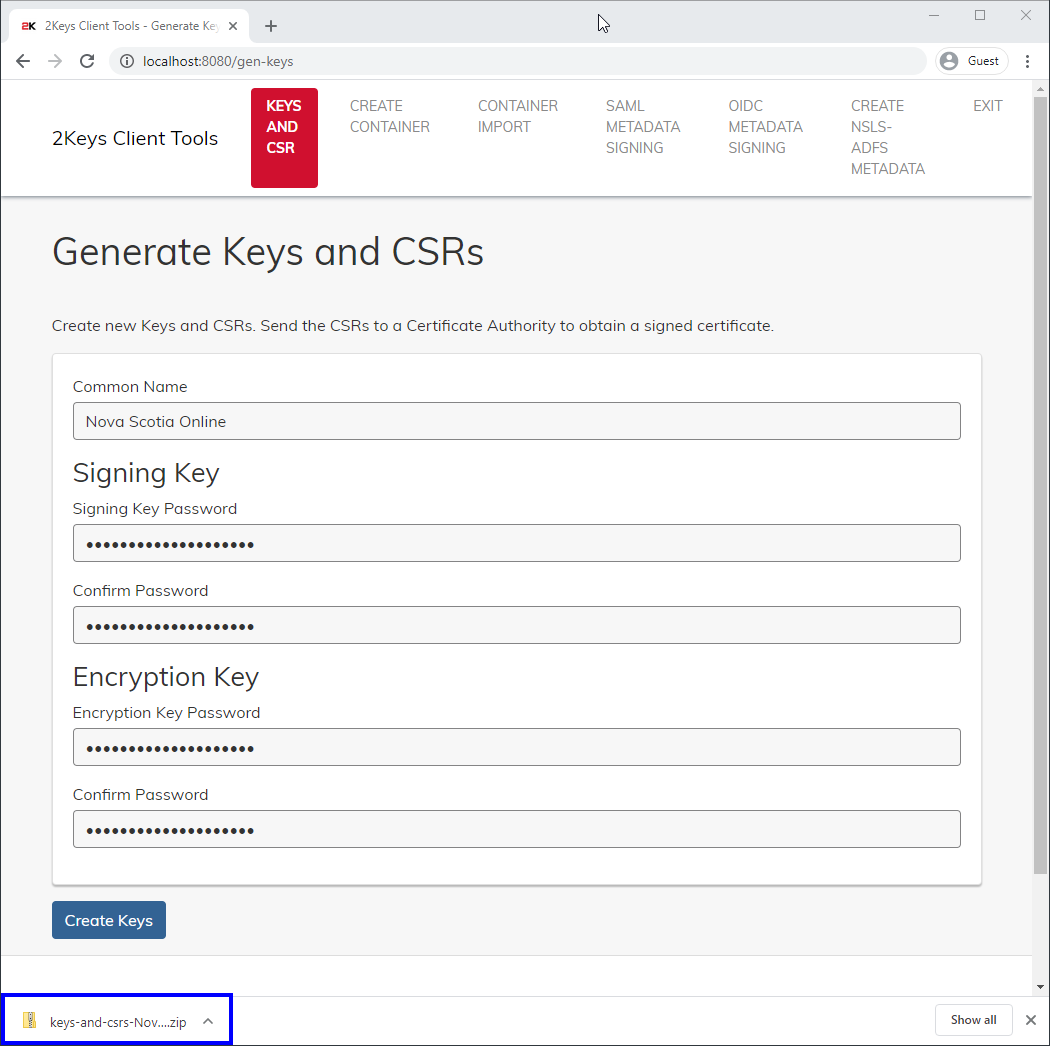 2K 2Keys Client Tools - Generate Key
localhost:8080/gen-keys
Guest
2Keys Client Tools
KEYS
AND
CSR
CREATE
CONTAINER
CONTAINER
IMPORT
SAML
METADATA
SIGNING
OIDC
METADATA
SIGNING
CREATE
NSLS-
ADFS
METADATA
EXIT
Generate Keys and CSRs
Create new Keys and CSRs. Send the CSRs to a Certificate Authority to obtain a signed certificate.
Common Name
Nova Scotia Online
Signing Key
Signing Key Password
••••••••••••••••••••
Confirm Password
••••••••••••••••••••
Encryption Key
Encryption Key Password
••••••••••••••••••••
Confirm Password
••••••••••••••••••••
Create Keys
keys-and-csrs-Nov....zip
Show all